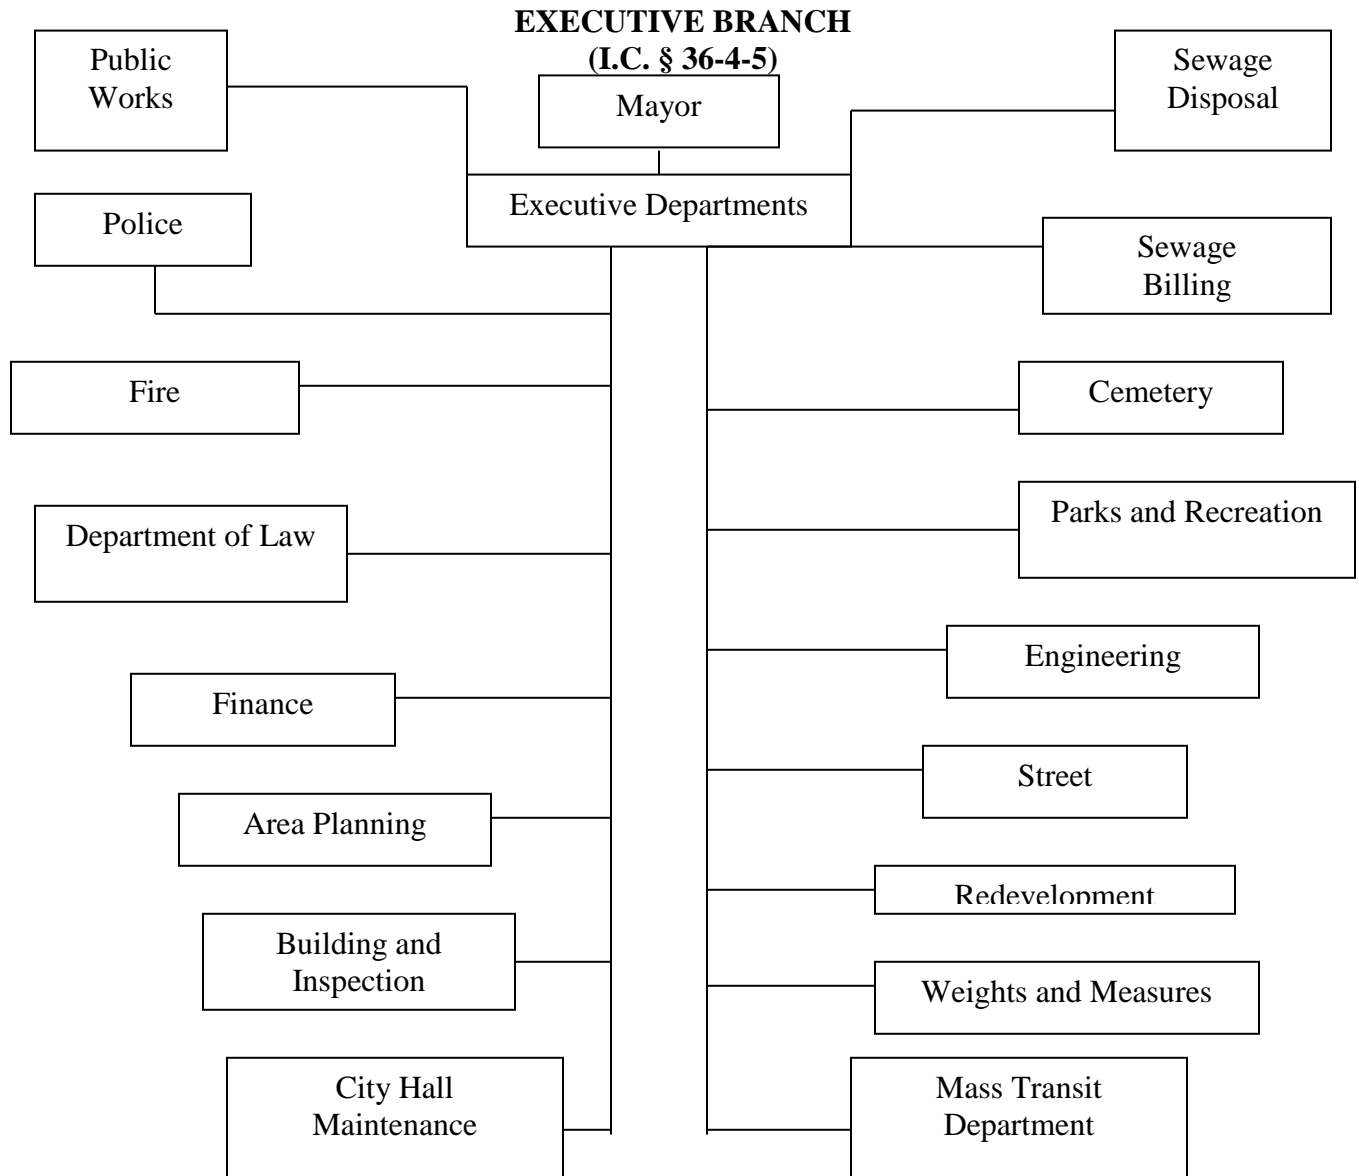 EXECUTIVE BRANCH
(I.C. § 36-4-5)
Mayor
Executive Departments
Public
Works
Police
Fire
Department of Law
Finance
Area Planning
Building and
Inspection
City Hall
Maintenance
Sewage
Disposal
Sewage
Billing
Cemetery
Parks and Recreation
Engineering
Street
Redevelopment
Weights and Measures
Mass Transit
Department